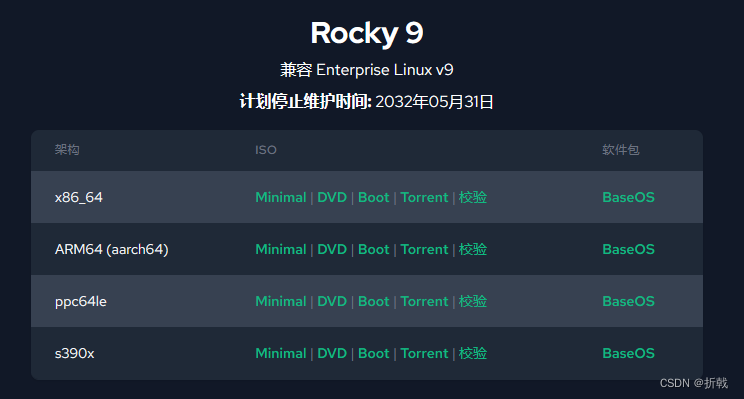 Rocky 9
兼容 Enterprise Linux v9
计划停止维护时间: 2032年05月31日
架构 ISO 软件包
x86_64 Minimal | DVD | Boot | Torrent | 校验 BaseOS
ARM64 (aarch64) Minimal | DVD | Boot | Torrent | 校验 BaseOS
ppc64le Minimal | DVD | Boot | Torrent | 校验 BaseOS
s390x Minimal | DVD | Boot | Torrent | 校验 BaseOS
CSDN @折戟